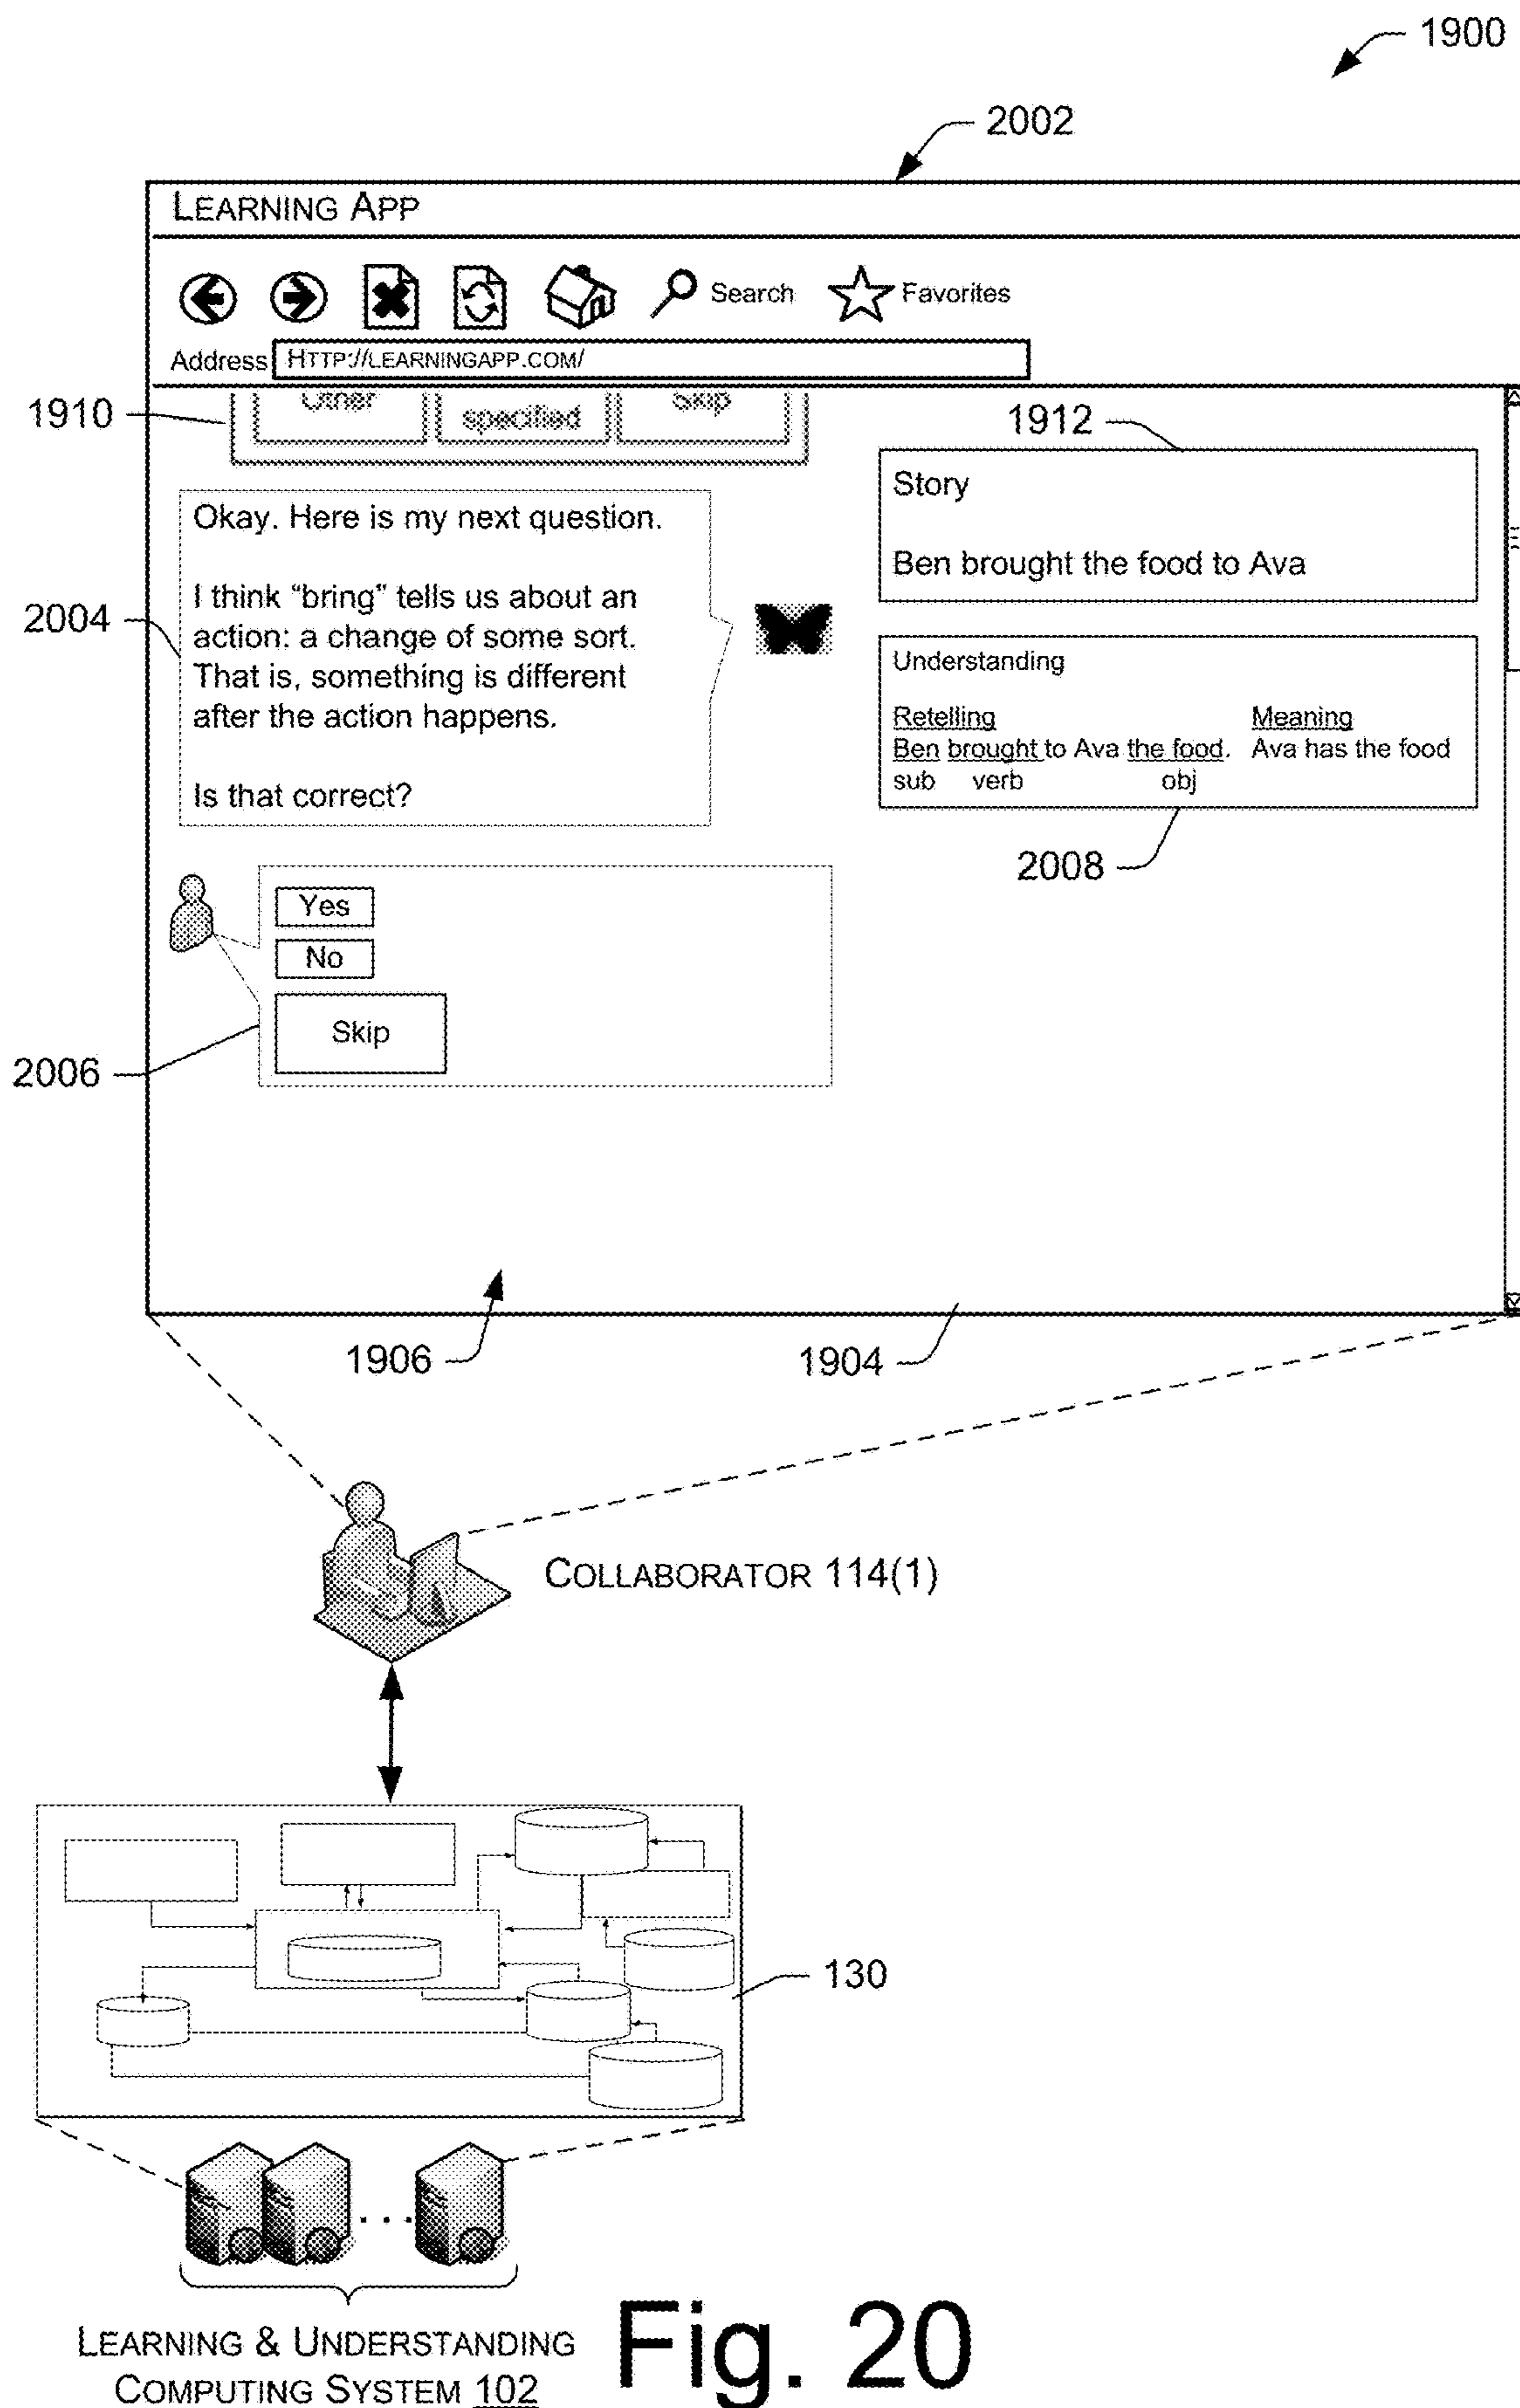 1900
2002
LEARNING APP
Search
Favorites
Address HTTP://LEARNINGAPP.COM/
1910
Other
specified
Skip
1912
Story
Ben brought the food to Ava
Okay. Here is my next question.
2004
I think “bring” tells us about an
action: a change of some sort.
That is, something is different
after the action happens.
Is that correct?
Understanding
Retelling Meaning
Ben brought to Ava the food. Ava has the food
sub verb obj
2008
Yes
No
Skip
2006
1906
1904
COLLABORATOR 114(1)
130
LEARNING & UNDERSTANDING
COMPUTING SYSTEM 102
Fig. 20